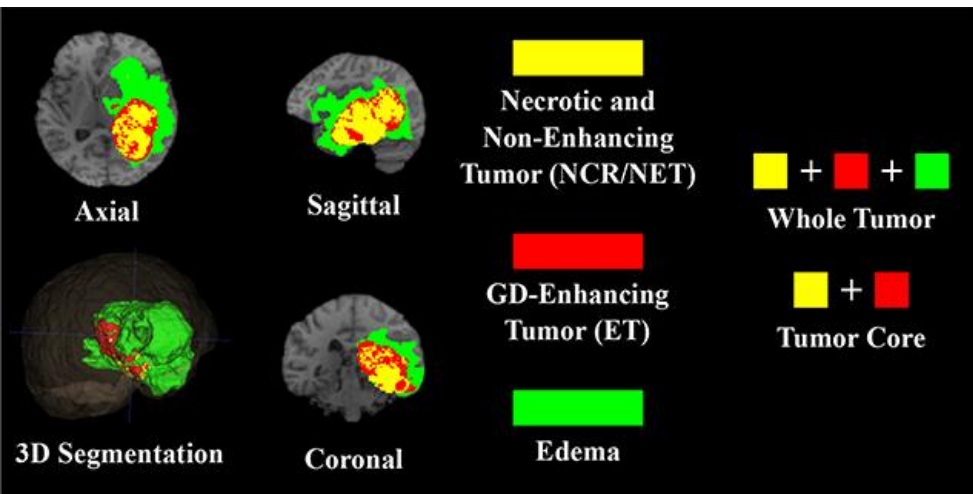 Axial
Sagittal
3D Segmentation
Coronal
Necrotic and
Non-Enhancing
Tumor (NCR/NET)
GD-Enhancing
Tumor (ET)
Edema
+ +
Whole Tumor
+
Tumor Core